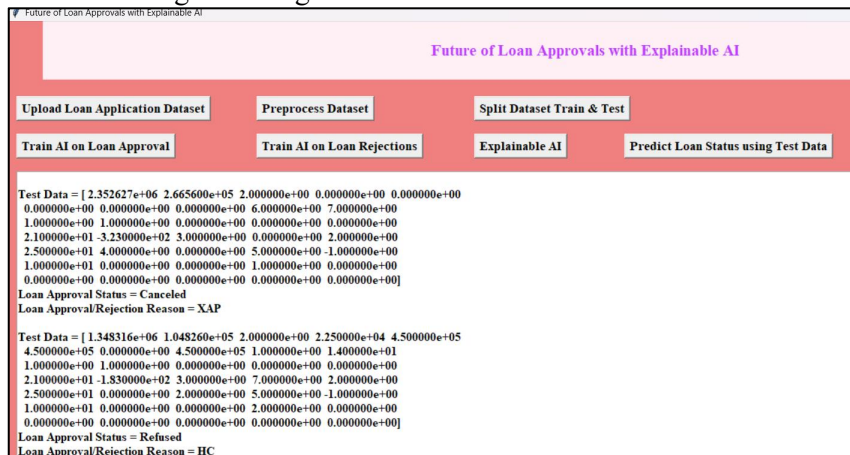 Future of Loan Approvals with Explainable AI
Future of Loan Approvals with Explainable AI
Upload Loan Application Dataset Preprocess Dataset Split Dataset Train & Test
Train AI on Loan Approval Train AI on Loan Rejections Explainable AI Predict Loan Status using Test Data
Test Data = [ 2.352627e+06 2.665600e+05 2.000000e+00 0.000000e+00 0.000000e+00
0.000000e+00 0.000000e+00 0.000000e+00 6.000000e+00 7.000000e+00
1.000000e+00 1.000000e+00 0.000000e+00 0.000000e+00 0.000000e+00
2.100000e+01 -3.230000e+02 3.000000e+00 0.000000e+00 2.000000e+00
2.500000e+01 4.000000e+00 0.000000e+00 5.000000e+00 -1.000000e+00
1.000000e+01 0.000000e+00 0.000000e+00 1.000000e+00 0.000000e+00
0.000000e+00 0.000000e+00 0.000000e+00 0.000000e+00 0.000000e+00]
Loan Approval Status = Canceled
Loan Approval/Rejection Reason = XAP
Test Data = [ 1.348316e+06 1.048260e+05 2.000000e+00 2.250000e+04 4.500000e+05
4.500000e+05 0.000000e+00 4.500000e+05 1.000000e+00 1.400000e+01
1.000000e+00 1.000000e+00 0.000000e+00 0.000000e+00 0.000000e+00
2.100000e+01 -1.830000e+02 3.000000e+00 7.000000e+00 2.000000e+00
2.500000e+01 0.000000e+00 2.000000e+00 5.000000e+00 -1.000000e+00
1.000000e+01 0.000000e+00 0.000000e+00 2.000000e+00 0.000000e+00
0.000000e+00 0.000000e+00 0.000000e+00 0.000000e+00 0.000000e+00]
Loan Approval Status = Refused
Loan Approval/Rejection Reason = HC